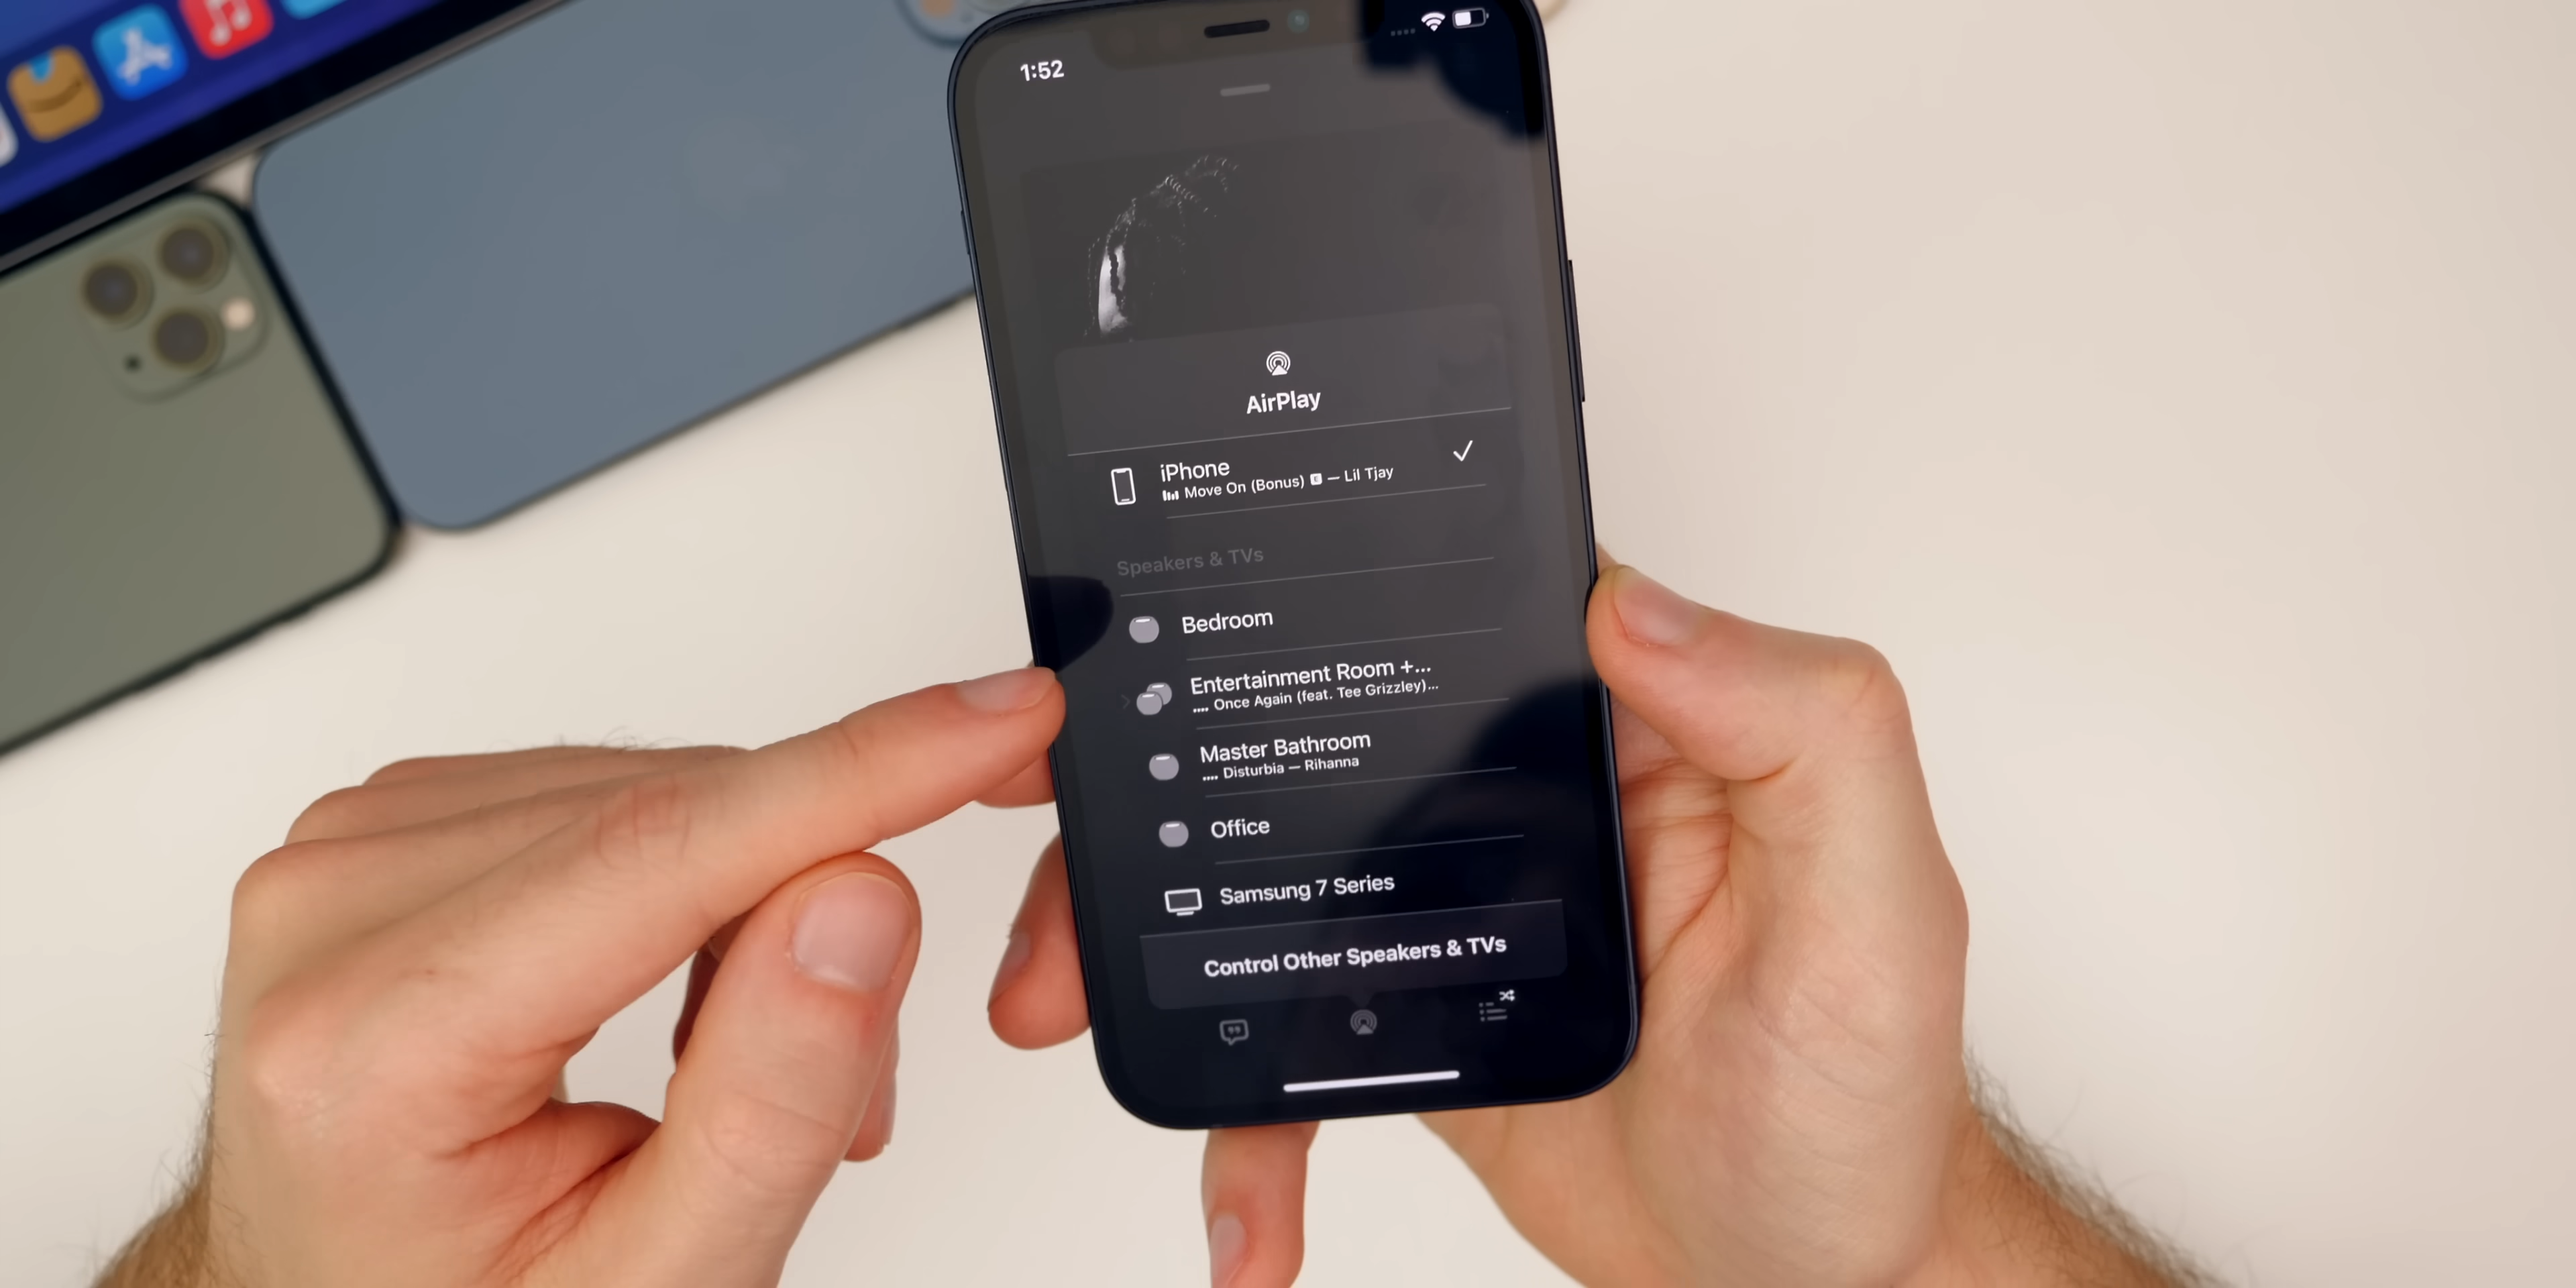 1:52
AirPlay
iPhone
Move On (Bonus) E — Lil Tjay
Speakers & TVs
Bedroom
Entertainment Room +...
Once Again (feat. Tee Grizzley)...
Master Bathroom
Disturbia — Rihanna
Office
Samsung 7 Series
Control Other Speakers & TVs